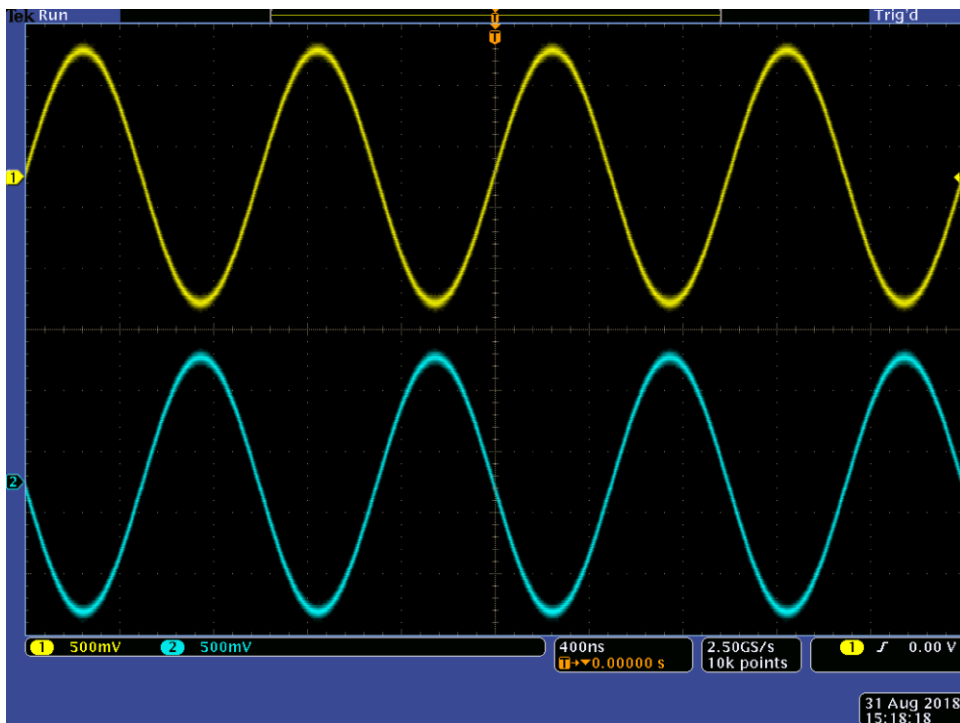 Tek Run Trig'd
T
T
1
2
1 500mV 2 500mV 400ns 2.50GS/s 1 0.00 V
T→▼0.00000 s 10k points
31 Aug 2018
15:18:18